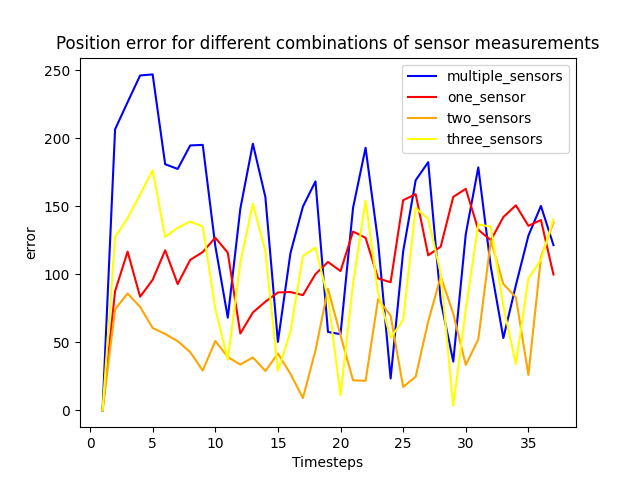 Position error for different combinations of sensor measurements
multiple_sensors
one_sensor
two_sensors
three_sensors
250
200
150
100
50
0
error
0 5 10 15 20 25 30 35
Timesteps